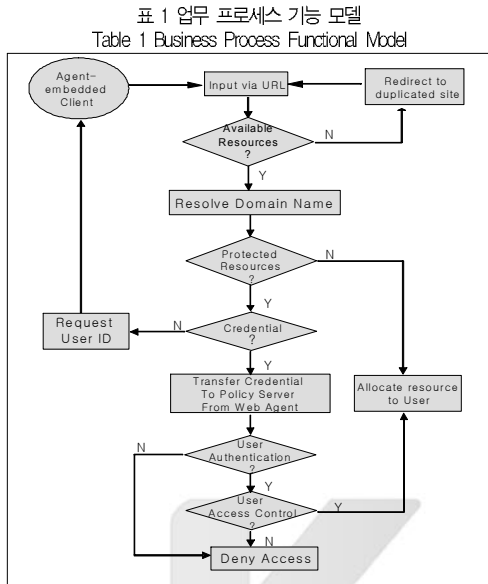 표 1 업무 프로세스 기능 모델
Table 1 Business Process Functional Model
Agent-
embedded
Client
Input via URL
Redirect to
duplicated site
Available
Resources
?
N
Y
Resolve Domain Name
Protected
Resources
?
N
Y
Request
User ID
N
Credential
?
Y
Transfer Credential
To Policy Server
From Web Agent
Allocate resource
to User
N
User
Authentication
?
Y
User
Access Control
?
Y
N
Deny Access